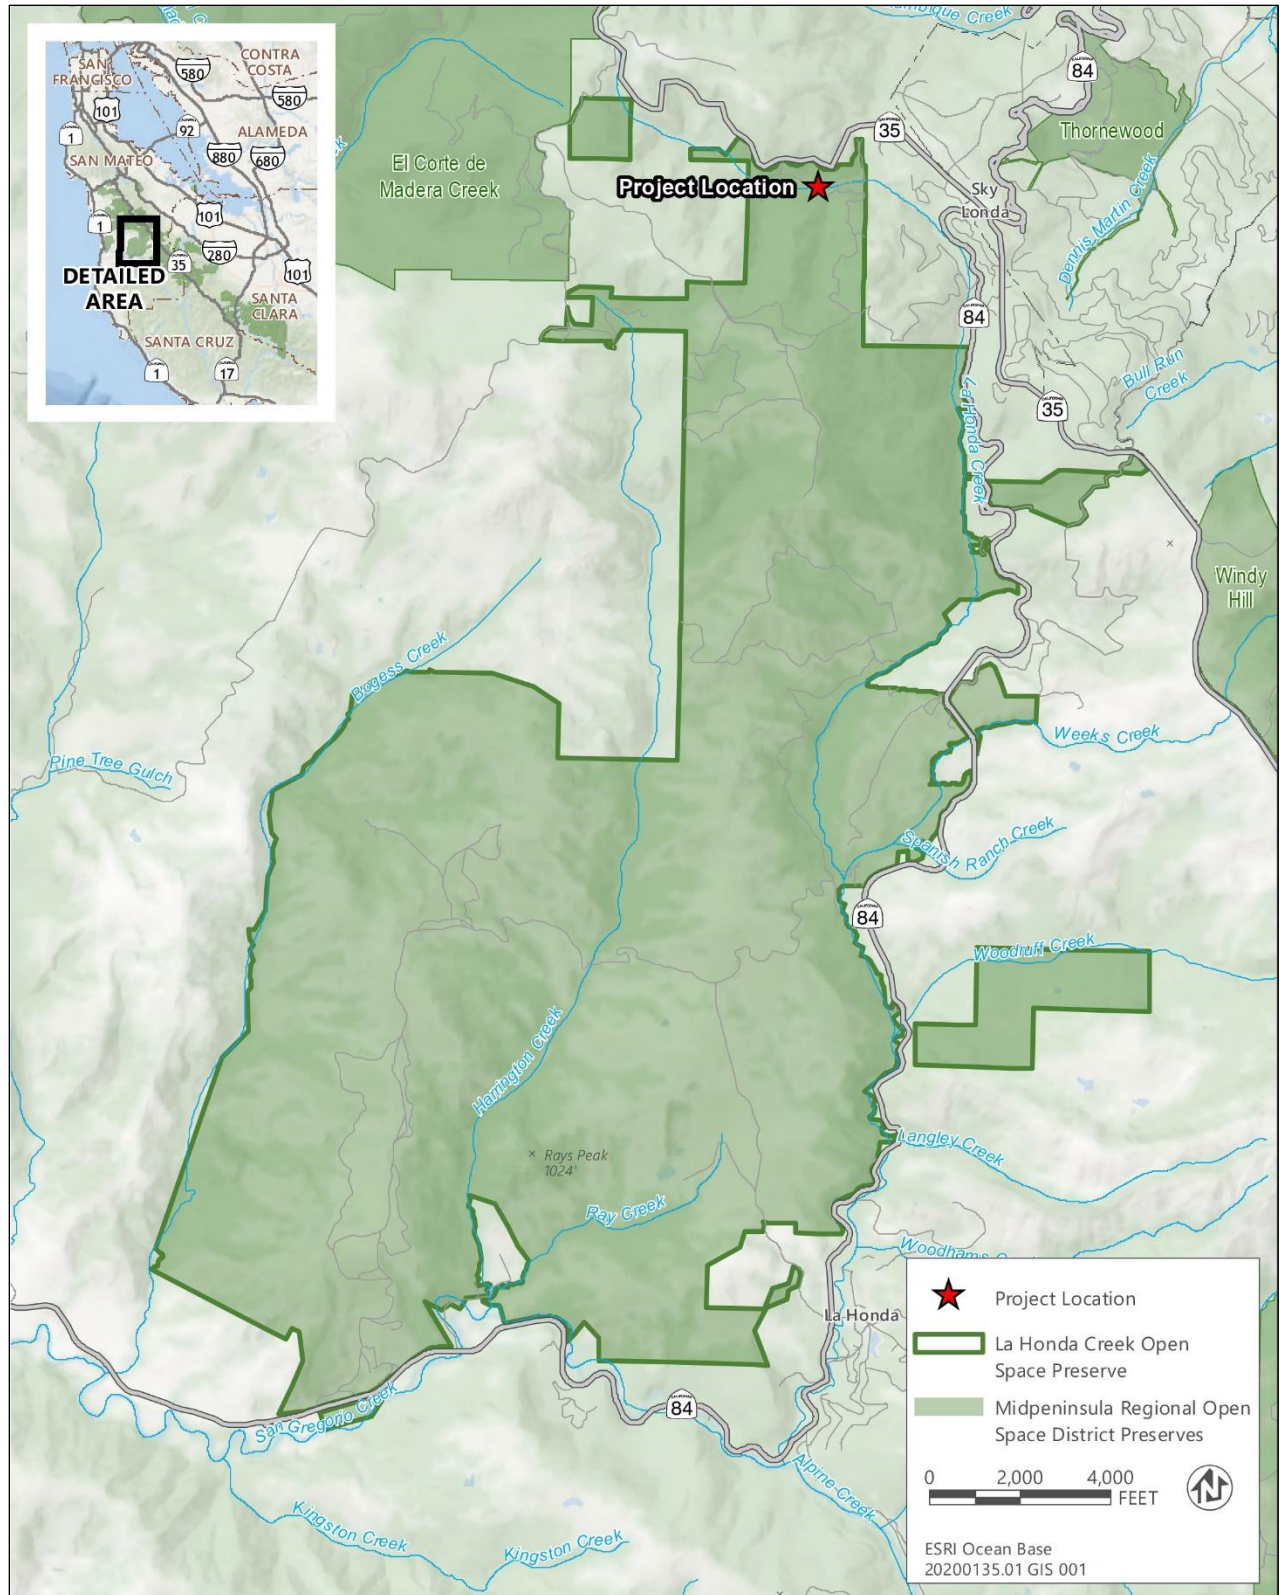 CONTRA
COSTA
SAN
FRANCISCO
580
580
101
1
92
ALAMEDA
880
680
SAN MATEO
101
1
280
35
101
DETAILED
AREA
SANTA
CLARA
SANTA CRUZ
1
17
84
35
Thornewood
El Corte de
Madera Creek
Project Location
Sky
Londa
Dennis Martin Creek
84
La Honda Creek
Bull Run
Creek
35
Windy
Hill
Bogess Creek
Weeks Creek
Pine Tree Gulch
Spanish Ranch Creek
84
Woodruff Creek
Harrington Creek
Langley Creek
Rays Peak
1024'
Ray Creek
La Honda
84
San Gregorio Creek
Alpine Creek
Kingston Creek
Kingston Creek
Project Location
La Honda Creek Open
Space Preserve
Midpeninsula Regional Open
Space District Preserves
0 2,000 4,000
FEET
N
ESRI Ocean Base
20200135.01 GIS 001